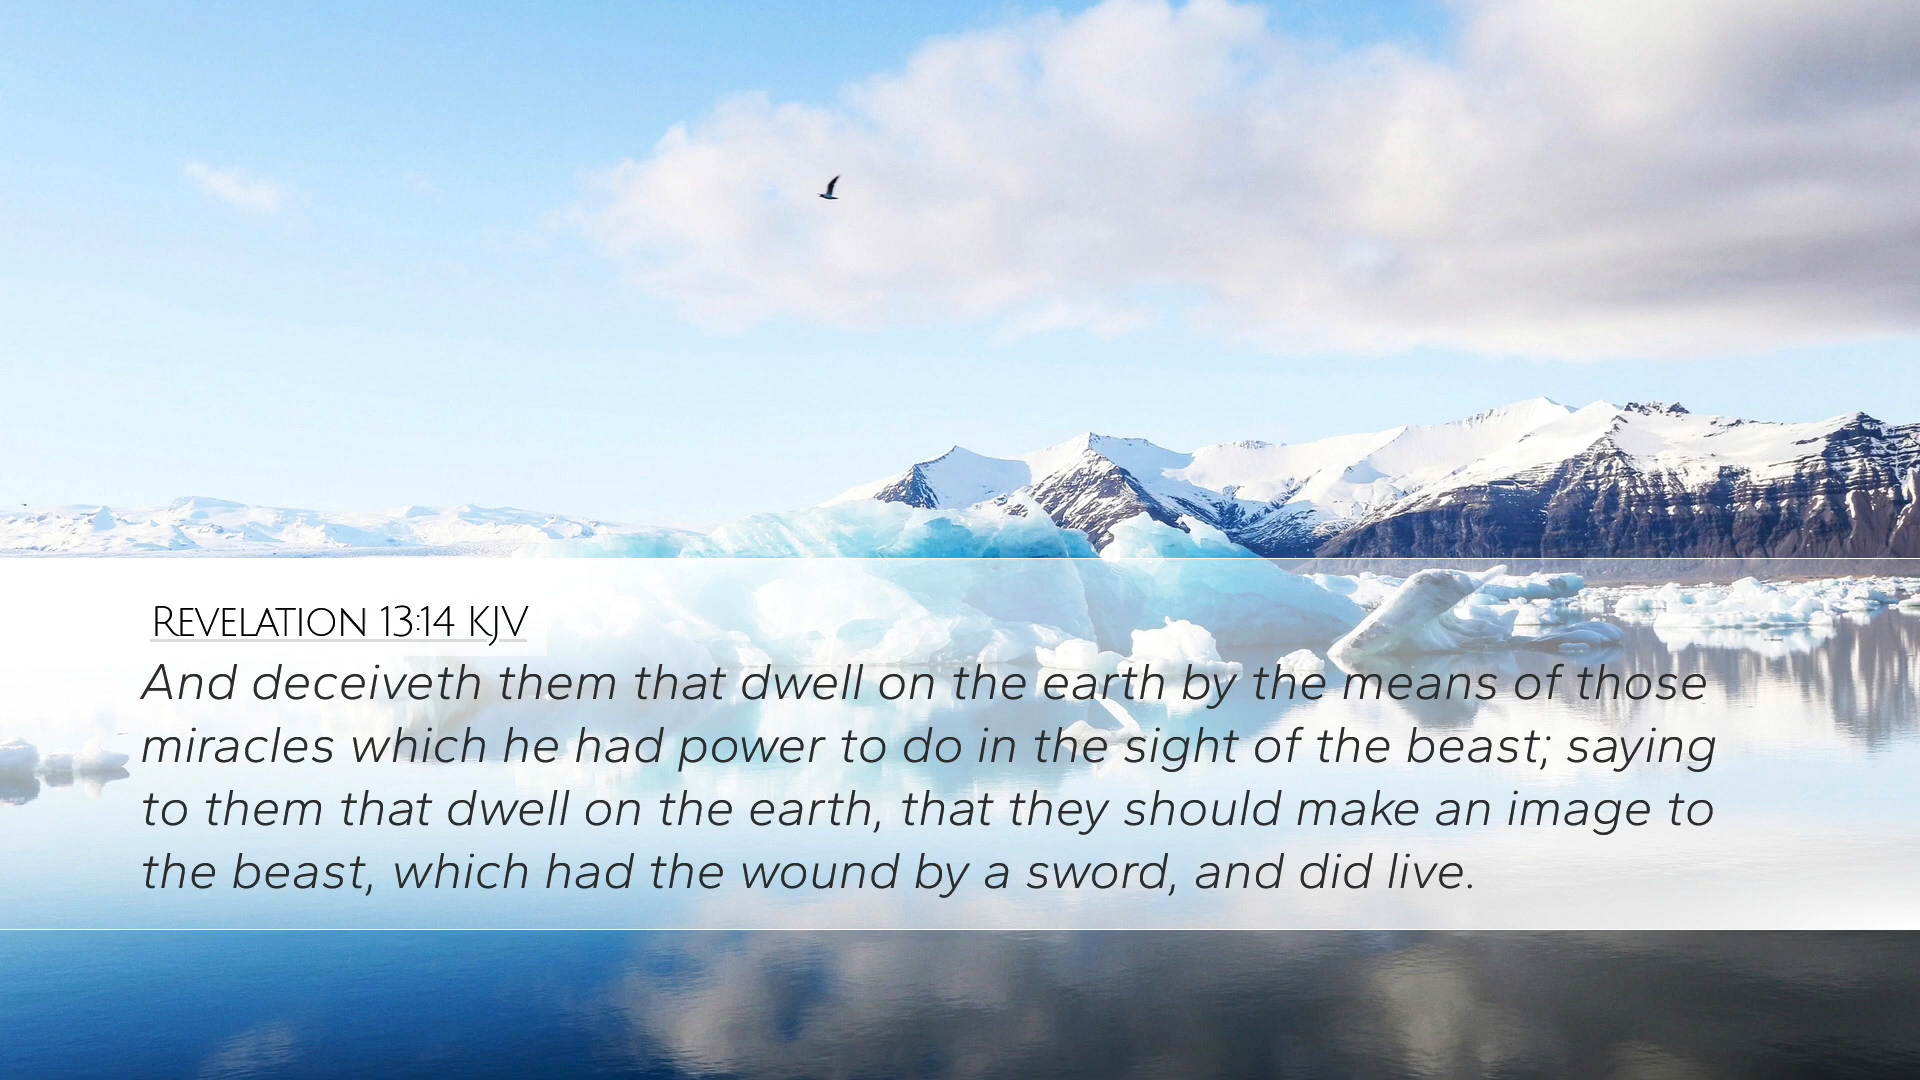 Revelation 13:14 KJV
And deceiveth them that dwell on the earth by the means of those
miracles which he had power to do in the sight of the beast; saying
to them that dwell on the earth, that they should make an image to
the beast, which had the wound by a sword, and did live.